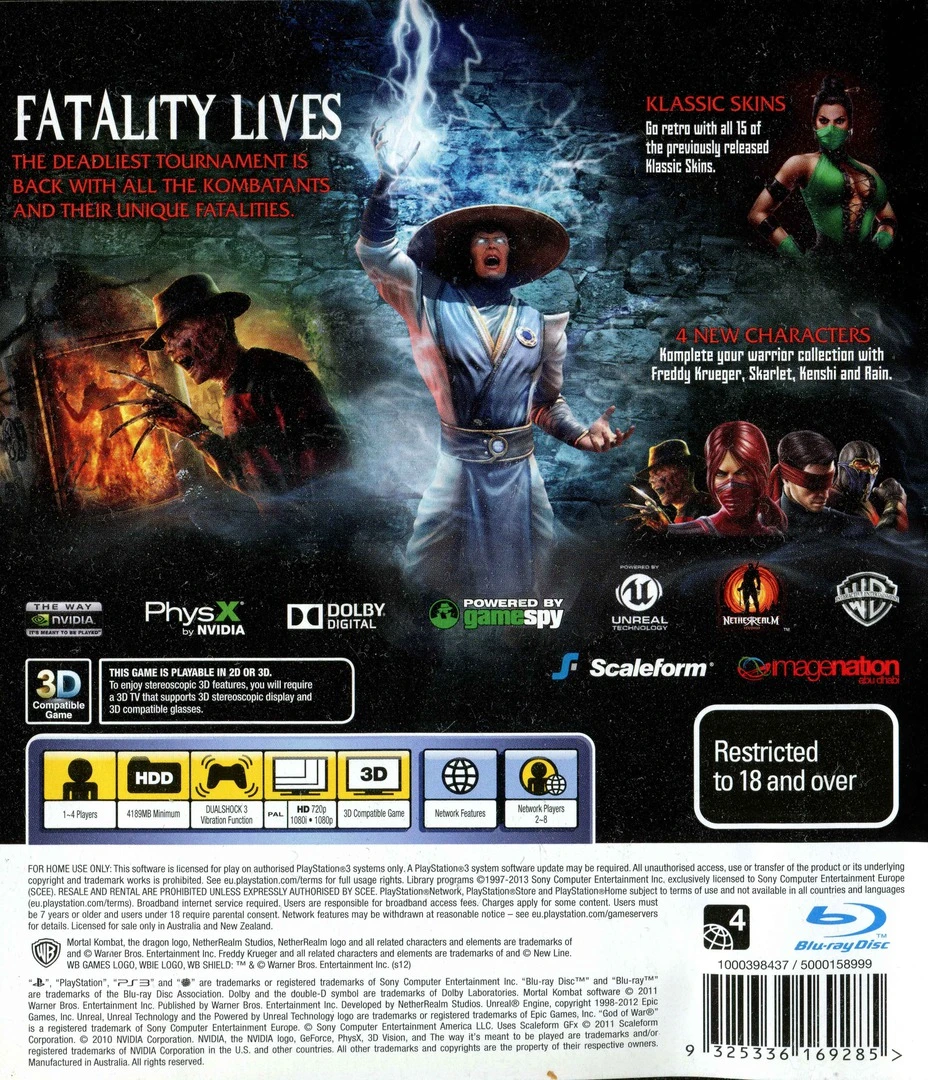 FATALITY LIVES
THE DEADLIEST TOURNAMENT IS
BACK WITH ALL THE KOMBATANTS
AND THEIR UNIQUE FATALITIES.
KLASSIC SKINS
Go retro with all 15 of
the previously released
Klassic Skins.
4 NEW CHARACTERS
Komplete your warrior collection with
Freddy Krueger, Skarlet, Kenshi and Rain.
THE WAY
NVIDIA.
IT'S MEANT TO BE PLAYED
PhysX
by NVIDIA
DOLBY
DIGITAL
POWERED BY
gamespy
POWERED BY
UNREAL
TECHNOLOGY
NETHERREALM
TM
WB
Scaleform
imagenation
abu dhabi
3D
Compatible
Game
THIS GAME IS PLAYABLE IN 2D OR 3D.
To enjoy stereoscopic 3D features, you will require
a 3D TV that supports 3D stereoscopic display and
3D compatible glasses.
Restricted
to 18 and over
HDD
3D
1~4 Players
4189MB Minimum
DUALSHOCK 3
Vibration Function
PAL
HD 720p
1080i • 1080p
3D Compatible Game
Network Features
Network Players
2~8
FOR HOME USE ONLY: This software is licensed for play on authorised PlayStation®3 systems only. A PlayStation®3 system software update may be required. All unauthorised access, use or transfer of the product or its underlying
copyright and trademark works is prohibited. See eu.playstation.com/terms for full usage rights. Library programs ©1997-2013 Sony Computer Entertainment Inc. exclusively licensed to Sony Computer Entertainment Europe
(SCEE). RESALE AND RENTAL ARE PROHIBITED UNLESS EXPRESSLY AUTHORISED BY SCEE. PlayStation®Network, PlayStation®Store and PlayStation®Home subject to terms of use and not available in all countries and languages
(eu.playstation.com/terms). Broadband internet service required. Users are responsible for broadband access fees. Charges apply for some content. Users must
be 7 years or older and users under 18 require parental consent. Network features may be withdrawn at reasonable notice – see eu.playstation.com/gameservers
for details. Licensed for sale only in Australia and New Zealand.
WB
Mortal Kombat, the dragon logo, NetherRealm Studios, NetherRealm logo and all related characters and elements are trademarks of
and © Warner Bros. Entertainment Inc. Freddy Krueger and all related characters and elements are trademarks of and © New Line.
WB GAMES LOGO, WBIE LOGO, WB SHIELD: ™ & © Warner Bros. Entertainment Inc. (s12)
" ", "PlayStation", "PS3" and " " are trademarks or registered trademarks of Sony Computer Entertainment Inc. "Blu-ray Disc™" and "Blu-ray™"
are trademarks of the Blu-ray Disc Association. Dolby and the double-D symbol are trademarks of Dolby Laboratories. Mortal Kombat software © 2011
Warner Bros. Entertainment Inc. Published by Warner Bros. Entertainment Inc. Developed by NetherRealm Studios. Unreal® Engine, copyright 1998-2012 Epic
Games, Inc. Unreal, Unreal Technology and the Powered by Unreal Technology logo are trademarks or registered trademarks of Epic Games, Inc. "God of War®"
is a registered trademark of Sony Computer Entertainment Europe. © Sony Computer Entertainment America LLC. Uses Scaleform GFx © 2011 Scaleform
Corporation. © 2010 NVIDIA Corporation. NVIDIA, the NVIDIA logo, GeForce, PhysX, 3D Vision, and The way it's meant to be played are trademarks and/or
registered trademarks of NVIDIA Corporation in the U.S. and other countries. All other trademarks and copyrights are the property of their respective owners.
Manufactured in Australia. All rights reserved.
4
Blu-ray Disc
TM
1000398437 / 5000158999
9 325336 169285 >